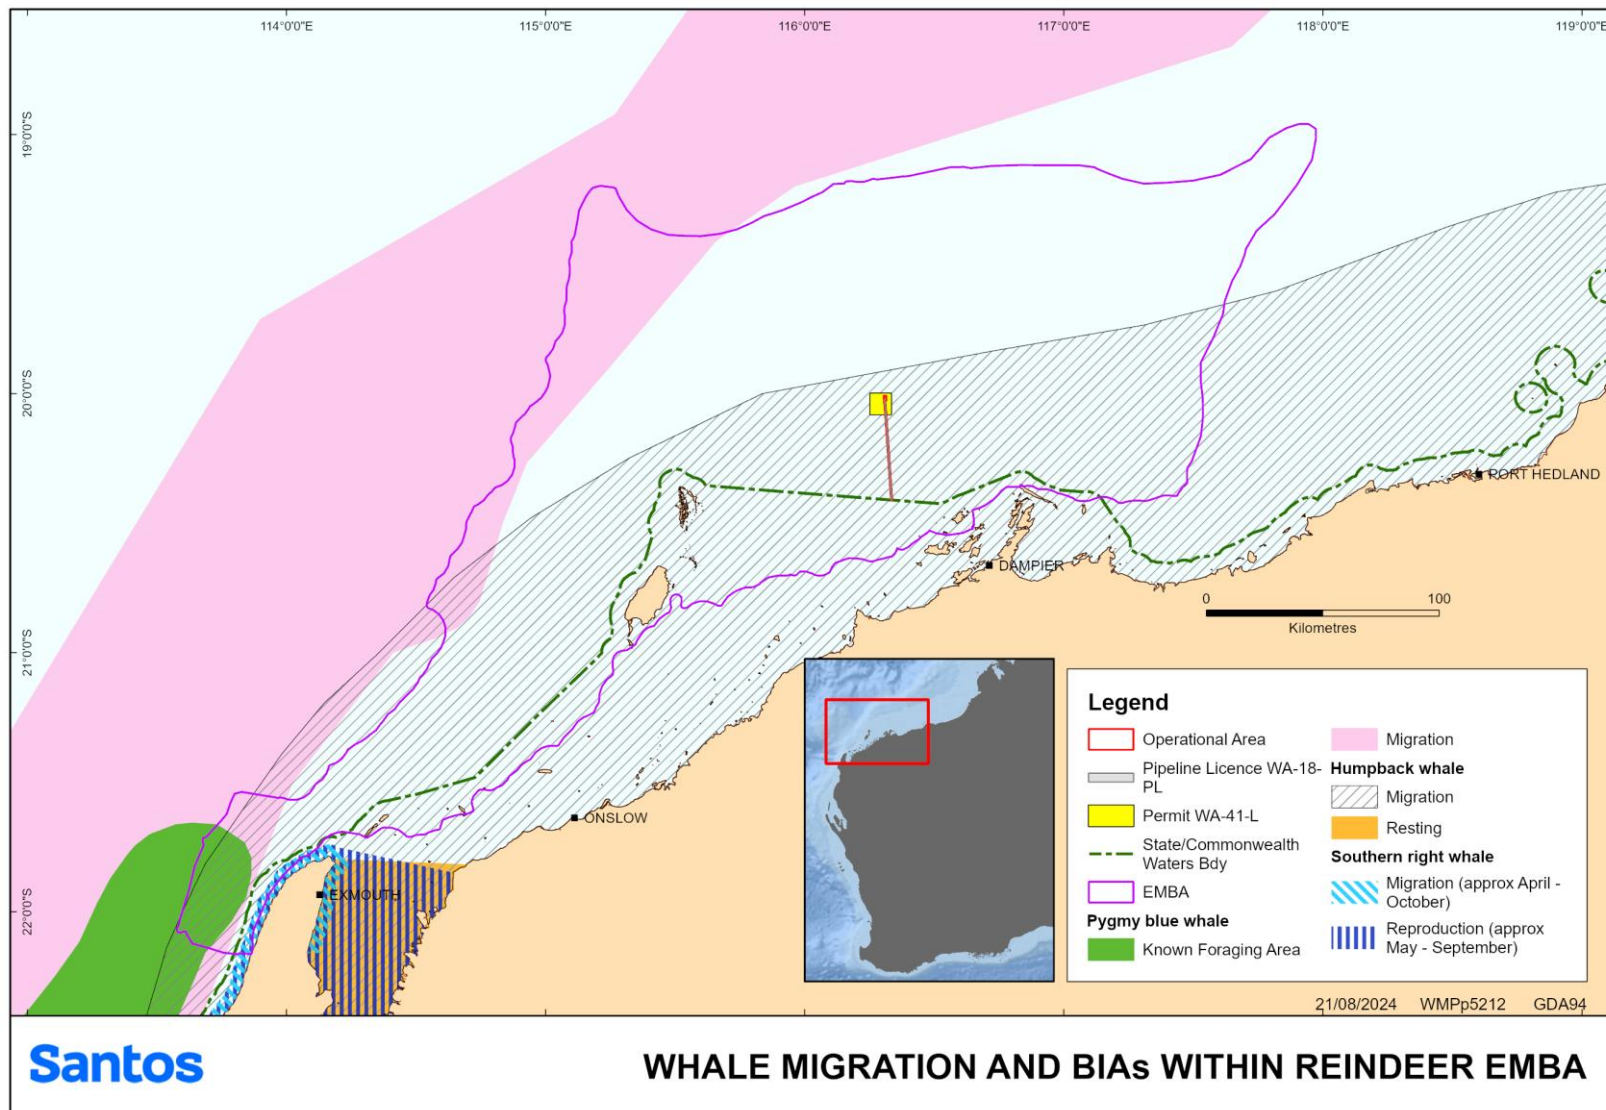 114°0'0"E
115°0'0"E
116°0'0"E
117°0'0"E
118°0'0"E
119°0'0"E
19°0'0"S
20°0'0"S
21°0'0"S
22°0'0"S
PORT HEDLAND
DAMPIER
ONSLOW
EXMOUTH
0 100
Kilometres
Legend
Operational Area
Pipeline Licence WA-18-
PL
Permit WA-41-L
State/Commonwealth
Waters Bdy
EMBA
Pygmy blue whale
Known Foraging Area
Migration
Humpback whale
Migration
Resting
Southern right whale
Migration (approx April -
October)
Reproduction (approx
May - September)
21/08/2024 WMPp5212 GDA94
Santos
WHALE MIGRATION AND BIAs WITHIN REINDEER EMBA